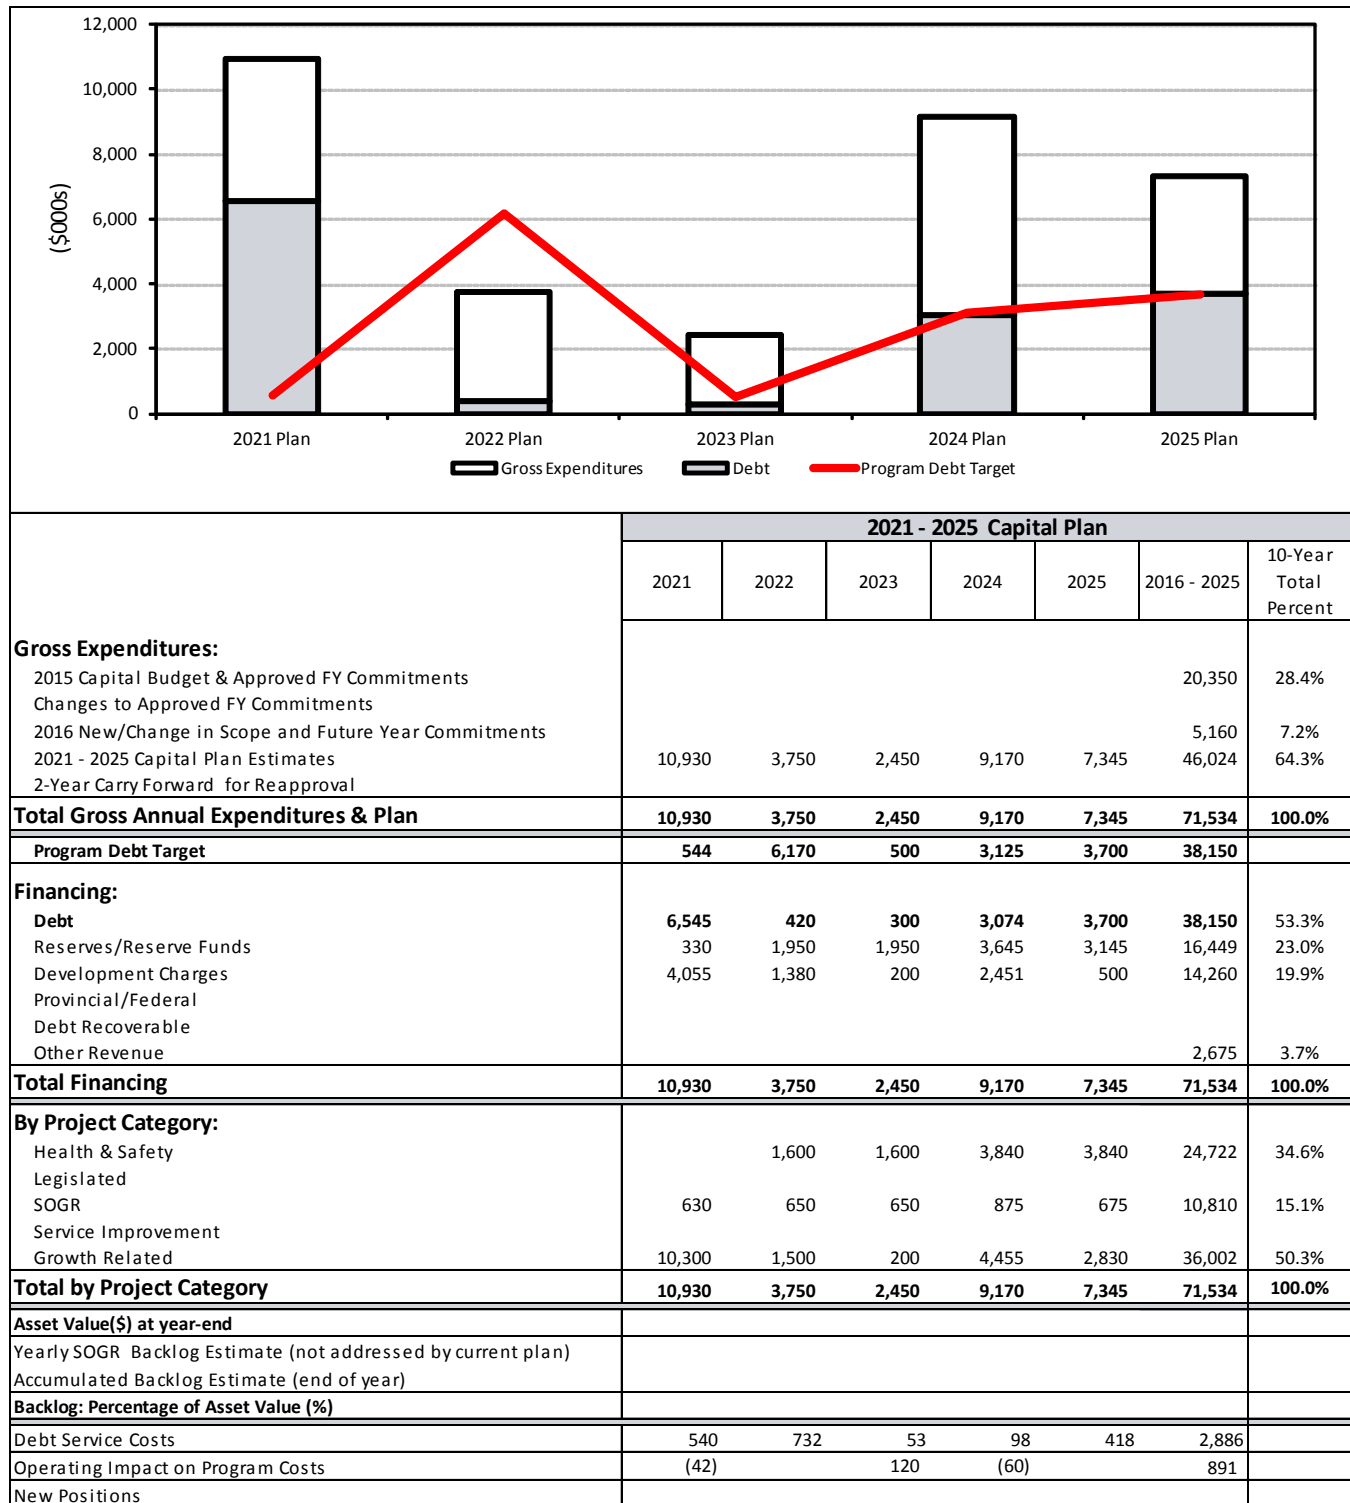 12,000
10,000
8,000
6,000
4,000
2,000
0
($000s)
2021 Plan 2022 Plan 2023 Plan 2024 Plan 2025 Plan
Gross Expenditures Debt Program Debt Target
2021 - 2025 Capital Plan
2021 2022 2023 2024 2025 2016 - 2025 10-Year Total Percent
Gross Expenditures:
2015 Capital Budget & Approved FY Commitments 20,350 28.4%
Changes to Approved FY Commitments
2016 New/Change in Scope and Future Year Commitments 5,160 7.2%
2021 - 2025 Capital Plan Estimates 10,930 3,750 2,450 9,170 7,345 46,024 64.3%
2-Year Carry Forward for Reapproval
Total Gross Annual Expenditures & Plan 10,930 3,750 2,450 9,170 7,345 71,534 100.0%
Program Debt Target 544 6,170 500 3,125 3,700 38,150
Financing:
Debt 6,545 420 300 3,074 3,700 38,150 53.3%
Reserves/Reserve Funds 330 1,950 1,950 3,645 3,145 16,449 23.0%
Development Charges 4,055 1,380 200 2,451 500 14,260 19.9%
Provincial/Federal
Debt Recoverable
Other Revenue 2,675 3.7%
Total Financing 10,930 3,750 2,450 9,170 7,345 71,534 100.0%
By Project Category:
Health & Safety 1,600 1,600 3,840 3,840 24,722 34.6%
Legislated
SOGR 630 650 650 875 675 10,810 15.1%
Service Improvement
Growth Related 10,300 1,500 200 4,455 2,830 36,002 50.3%
Total by Project Category 10,930 3,750 2,450 9,170 7,345 71,534 100.0%
Asset Value($) at year-end
Yearly SOGR Backlog Estimate (not addressed by current plan)
Accumulated Backlog Estimate (end of year)
Backlog: Percentage of Asset Value (%)
Debt Service Costs 540 732 53 98 418 2,886
Operating Impact on Program Costs (42) 120 (60) 891
New Positions